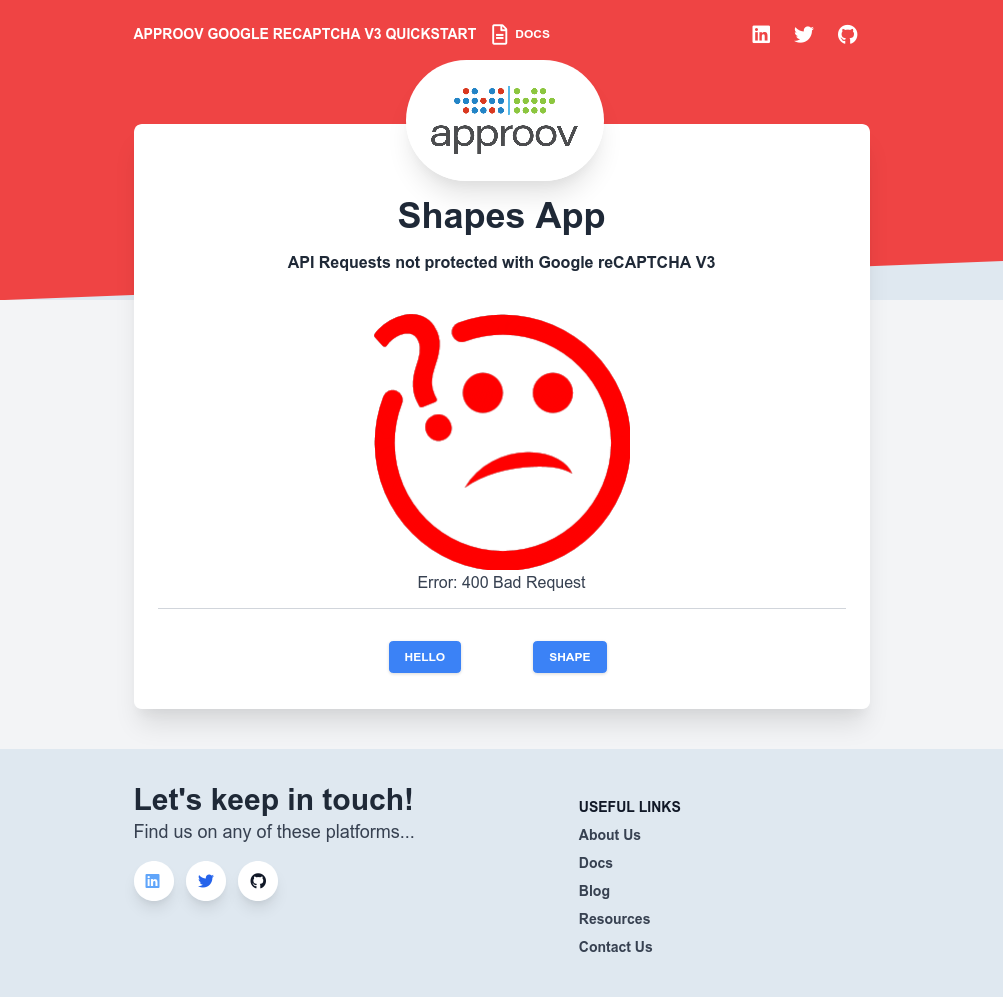 APPROOV GOOGLE RECAPTCHA V3 QUICKSTART DOCS
approov
Shapes App
API Requests not protected with Google reCAPTCHA V3
?
Error: 400 Bad Request
HELLO SHAPE
Let's keep in touch!
Find us on any of these platforms...
USEFUL LINKS
About Us
Docs
Blog
Resources
Contact Us